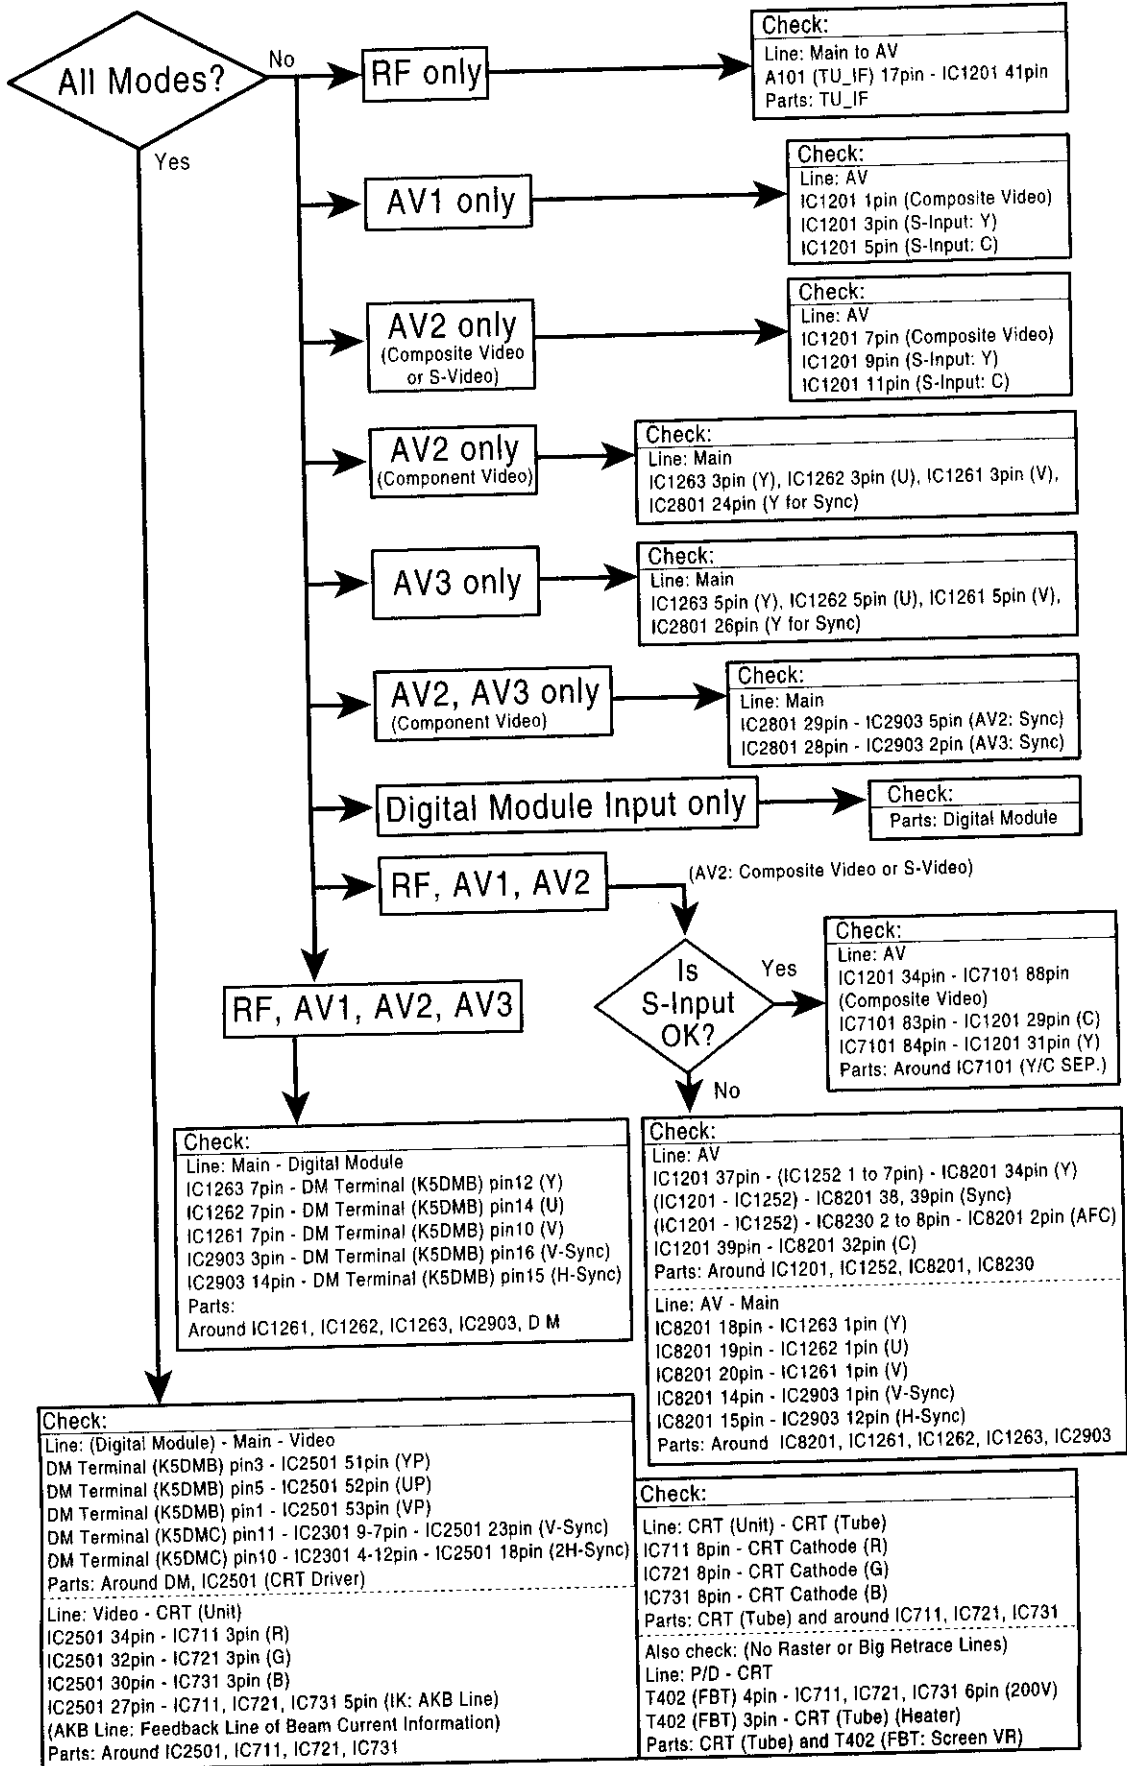 All Modes?
No
Yes
RF only
Check:
Line: Main to AV
A101 (TU_IF) 17pin - IC1201 41pin
Parts: TU_IF
AV1 only
Check:
Line: AV
IC1201 1pin (Composite Video)
IC1201 3pin (S-Input: Y)
IC1201 5pin (S-Input: C)
AV2 only
(Composite Video
or S-Video)
Check:
Line: AV
IC1201 7pin (Composite Video)
IC1201 9pin (S-Input: Y)
IC1201 11pin (S-Input: C)
AV2 only
(Component Video)
Check:
Line: Main
IC1263 3pin (Y), IC1262 3pin (U), IC1261 3pin (V),
IC2801 24pin (Y for Sync)
AV3 only
Check:
Line: Main
IC1263 5pin (Y), IC1262 5pin (U), IC1261 5pin (V),
IC2801 26pin (Y for Sync)
AV2, AV3 only
(Component Video)
Check:
Line: Main
IC2801 29pin - IC2903 5pin (AV2: Sync)
IC2801 28pin - IC2903 2pin (AV3: Sync)
Digital Module Input only
Check:
Parts: Digital Module
RF, AV1, AV2
(AV2: Composite Video or S-Video)
Is
S-Input
OK?
Yes
No
Check:
Line: AV
IC1201 34pin - IC7101 88pin
(Composite Video)
IC7101 83pin - IC1201 29pin (C)
IC7101 84pin - IC1201 31pin (Y)
Parts: Around IC7101 (Y/C SEP.)
RF, AV1, AV2, AV3
Check:
Line: Main - Digital Module
IC1263 7pin - DM Terminal (K5DMB) pin12 (Y)
IC1262 7pin - DM Terminal (K5DMB) pin14 (U)
IC1261 7pin - DM Terminal (K5DMB) pin10 (V)
IC2903 3pin - DM Terminal (K5DMB) pin16 (V-Sync)
IC2903 14pin - DM Terminal (K5DMB) pin15 (H-Sync)
Parts:
Around IC1261, IC1262, IC1263, IC2903, D M
Check:
Line: AV
IC1201 37pin - (IC1252 1 to 7pin) - IC8201 34pin (Y)
(IC1201 - IC1252) - IC8201 38, 39pin (Sync)
(IC1201 - IC1252) - IC8230 2 to 8pin - IC8201 2pin (AFC)
IC1201 39pin - IC8201 32pin (C)
Parts: Around IC1201, IC1252, IC8201, IC8230
Line: AV - Main
IC8201 18pin - IC1263 1pin (Y)
IC8201 19pin - IC1262 1pin (U)
IC8201 20pin - IC1261 1pin (V)
IC8201 14pin - IC2903 1pin (V-Sync)
IC8201 15pin - IC2903 12pin (H-Sync)
Parts: Around IC8201, IC1261, IC1262, IC1263, IC2903
Check:
Line: (Digital Module) - Main - Video
DM Terminal (K5DMB) pin3 - IC2501 51pin (YP)
DM Terminal (K5DMB) pin5 - IC2501 52pin (UP)
DM Terminal (K5DMB) pin1 - IC2501 53pin (VP)
DM Terminal (K5DMC) pin11 - IC2301 9-7pin - IC2501 23pin (V-Sync)
DM Terminal (K5DMC) pin10 - IC2301 4-12pin - IC2501 18pin (2H-Sync)
Parts: Around DM, IC2501 (CRT Driver)
Line: Video - CRT (Unit)
IC2501 34pin - IC711 3pin (R)
IC2501 32pin - IC721 3pin (G)
IC2501 30pin - IC731 3pin (B)
IC2501 27pin - IC711, IC721, IC731 5pin (IK: AKB Line)
(AKB Line: Feedback Line of Beam Current Information)
Parts: Around IC2501, IC711, IC721, IC731
Check:
Line: CRT (Unit) - CRT (Tube)
IC711 8pin - CRT Cathode (R)
IC721 8pin - CRT Cathode (G)
IC731 8pin - CRT Cathode (B)
Parts: CRT (Tube) and around IC711, IC721, IC731
Also check: (No Raster or Big Retrace Lines)
Line: P/D - CRT
T402 (FBT) 4pin - IC711, IC721, IC731 6pin (200V)
T402 (FBT) 3pin - CRT (Tube) (Heater)
Parts: CRT (Tube) and T402 (FBT: Screen VR)